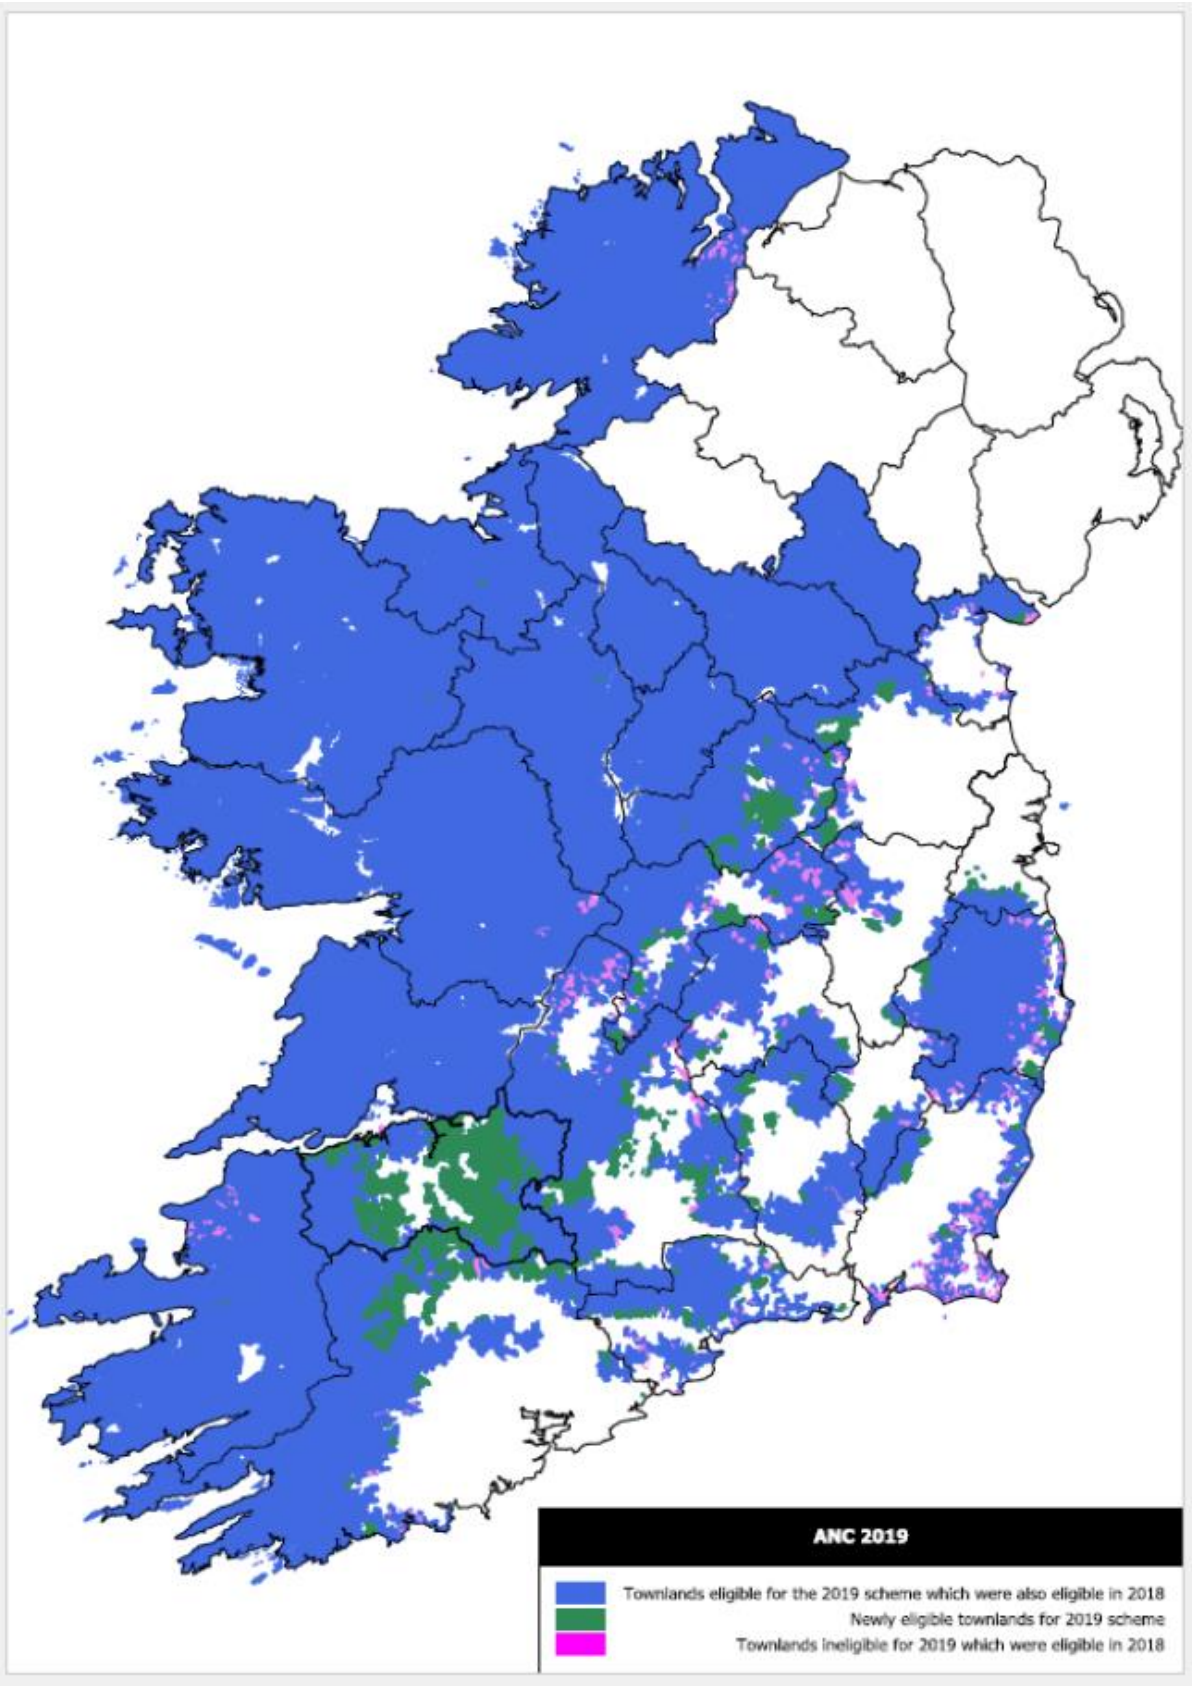 ANC 2019
Townlands eligible for the 2019 scheme which were also eligible in 2018
Newly eligible townlands for 2019 scheme
Townlands ineligible for 2019 which were eligible in 2018